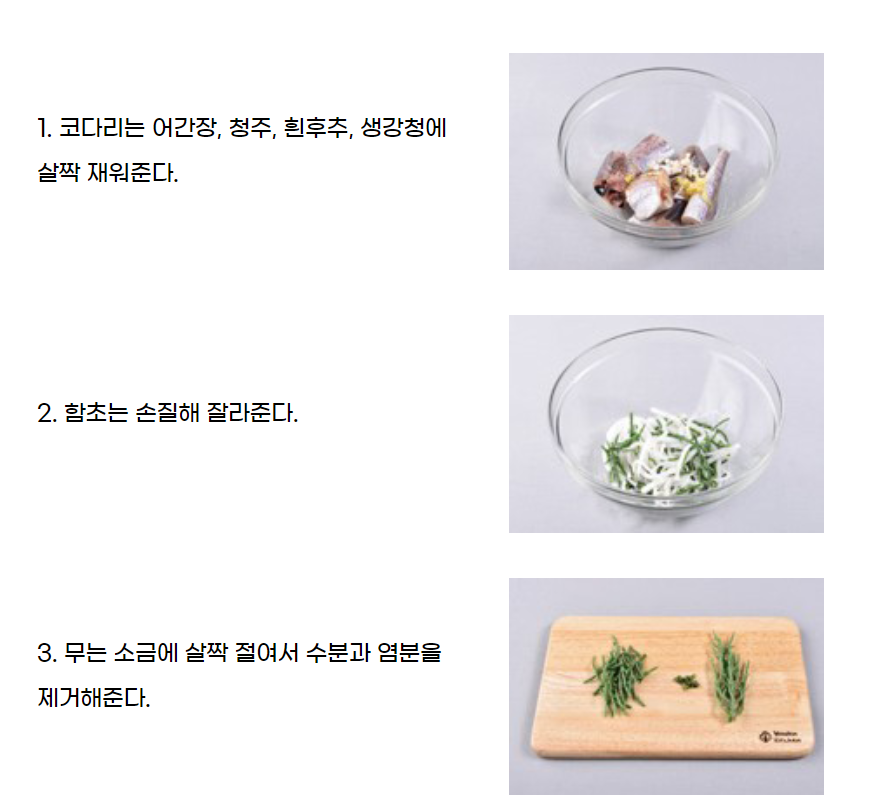 1. 코다리는 어간장, 청주, 흰후추, 생강청에
살짝 재워준다.
2. 함초는 손질해 잘라준다.
3. 무는 소금에 살짝 절여서 수분과 염분을
제거해준다.